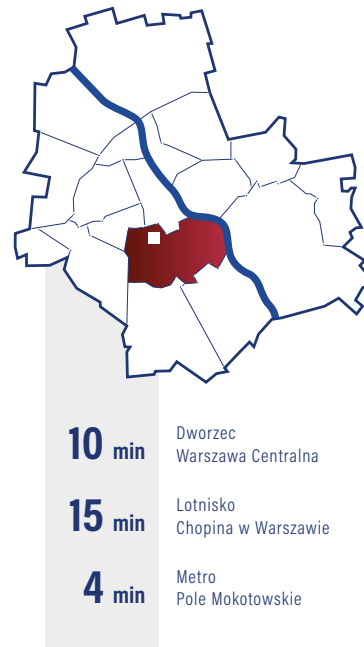 10 min
Dworzec
Warszawa Centralna
15 min
Lotnisko
Chopina w Warszawie
4 min
Metro
Pole Mokotowskie